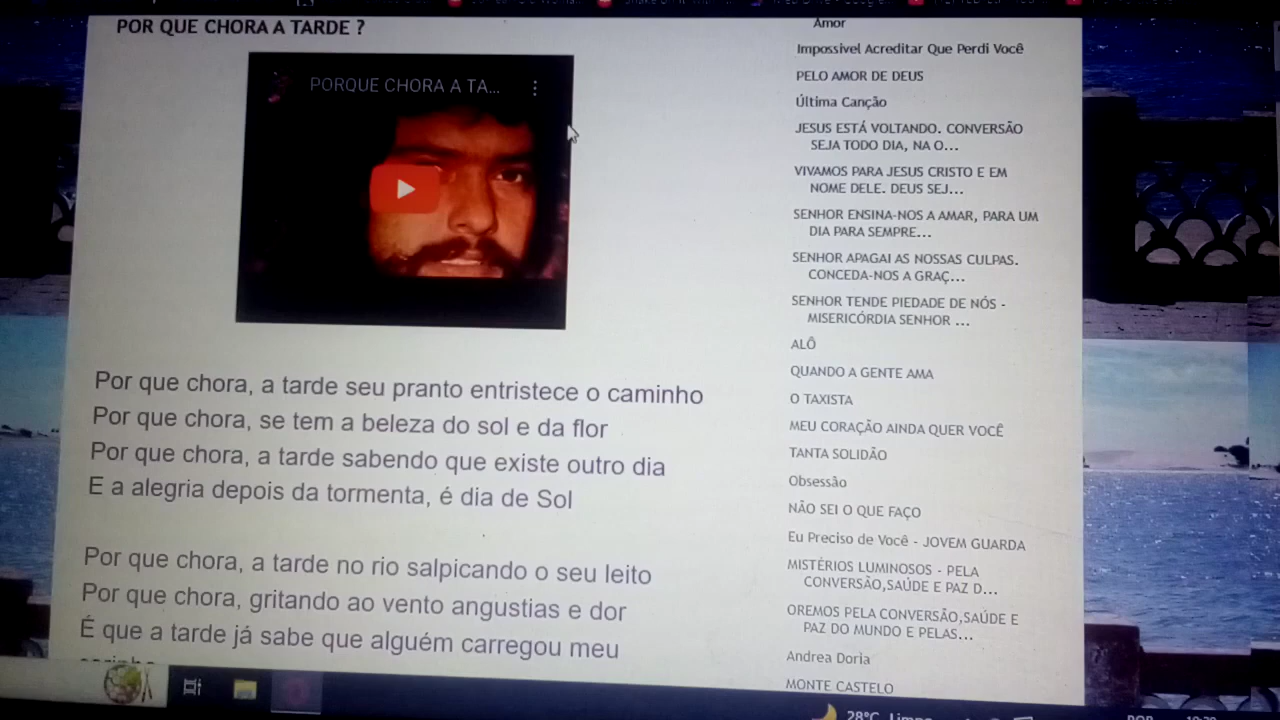 POR QUE CHORA A TARDE ?
PORQUE CHORA A TA...
Por que chora, a tarde seu pranto entristece o caminho
Por que chora, se tem a beleza do sol e da flor
Por que chora, a tarde sabendo que existe outro dia
E a alegria depois da tormenta, é dia de Sol
Por que chora, a tarde no rio salpicando o seu leito
Por que chora, gritando ao vento angustias e dor
É que a tarde já sabe que alguém carregou meu
Amor
Impossivel Acreditar Que Perdi Você
PELO AMOR DE DEUS
Última Canção
JESUS ESTÁ VOLTANDO. CONVERSÃO
SEJA TODO DIA, NA O...
VIVAMOS PARA JESUS CRISTO E EM
NOME DELE. DEUS SEJ...
SENHOR ENSINA-NOS A AMAR, PARA UM
DIA PARA SEMPRE...
SENHOR APAGAI AS NOSSAS CULPAS.
CONCEDA-NOS A GRAÇ...
SENHOR TENDE PIEDADE DE NÓS -
MISERICÓRDIA SENHOR ...
ALÔ
QUANDO A GENTE AMA
O TAXISTA
MEU CORAÇÃO AINDA QUER VOCÊ
TANTA SOLIDÃO
Obsessão
NÃO SEI O QUE FAÇO
Eu Preciso de Você - JOVEM GUARDA
MISTÉRIOS LUMINOSOS - PELA
CONVERSÃO,SAÚDE E PAZ D...
OREMOS PELA CONVERSÃO,SAÚDE E
PAZ DO MUNDO E PELAS...
Andrea Doria
MONTE CASTELO
28°C Limpo
POR